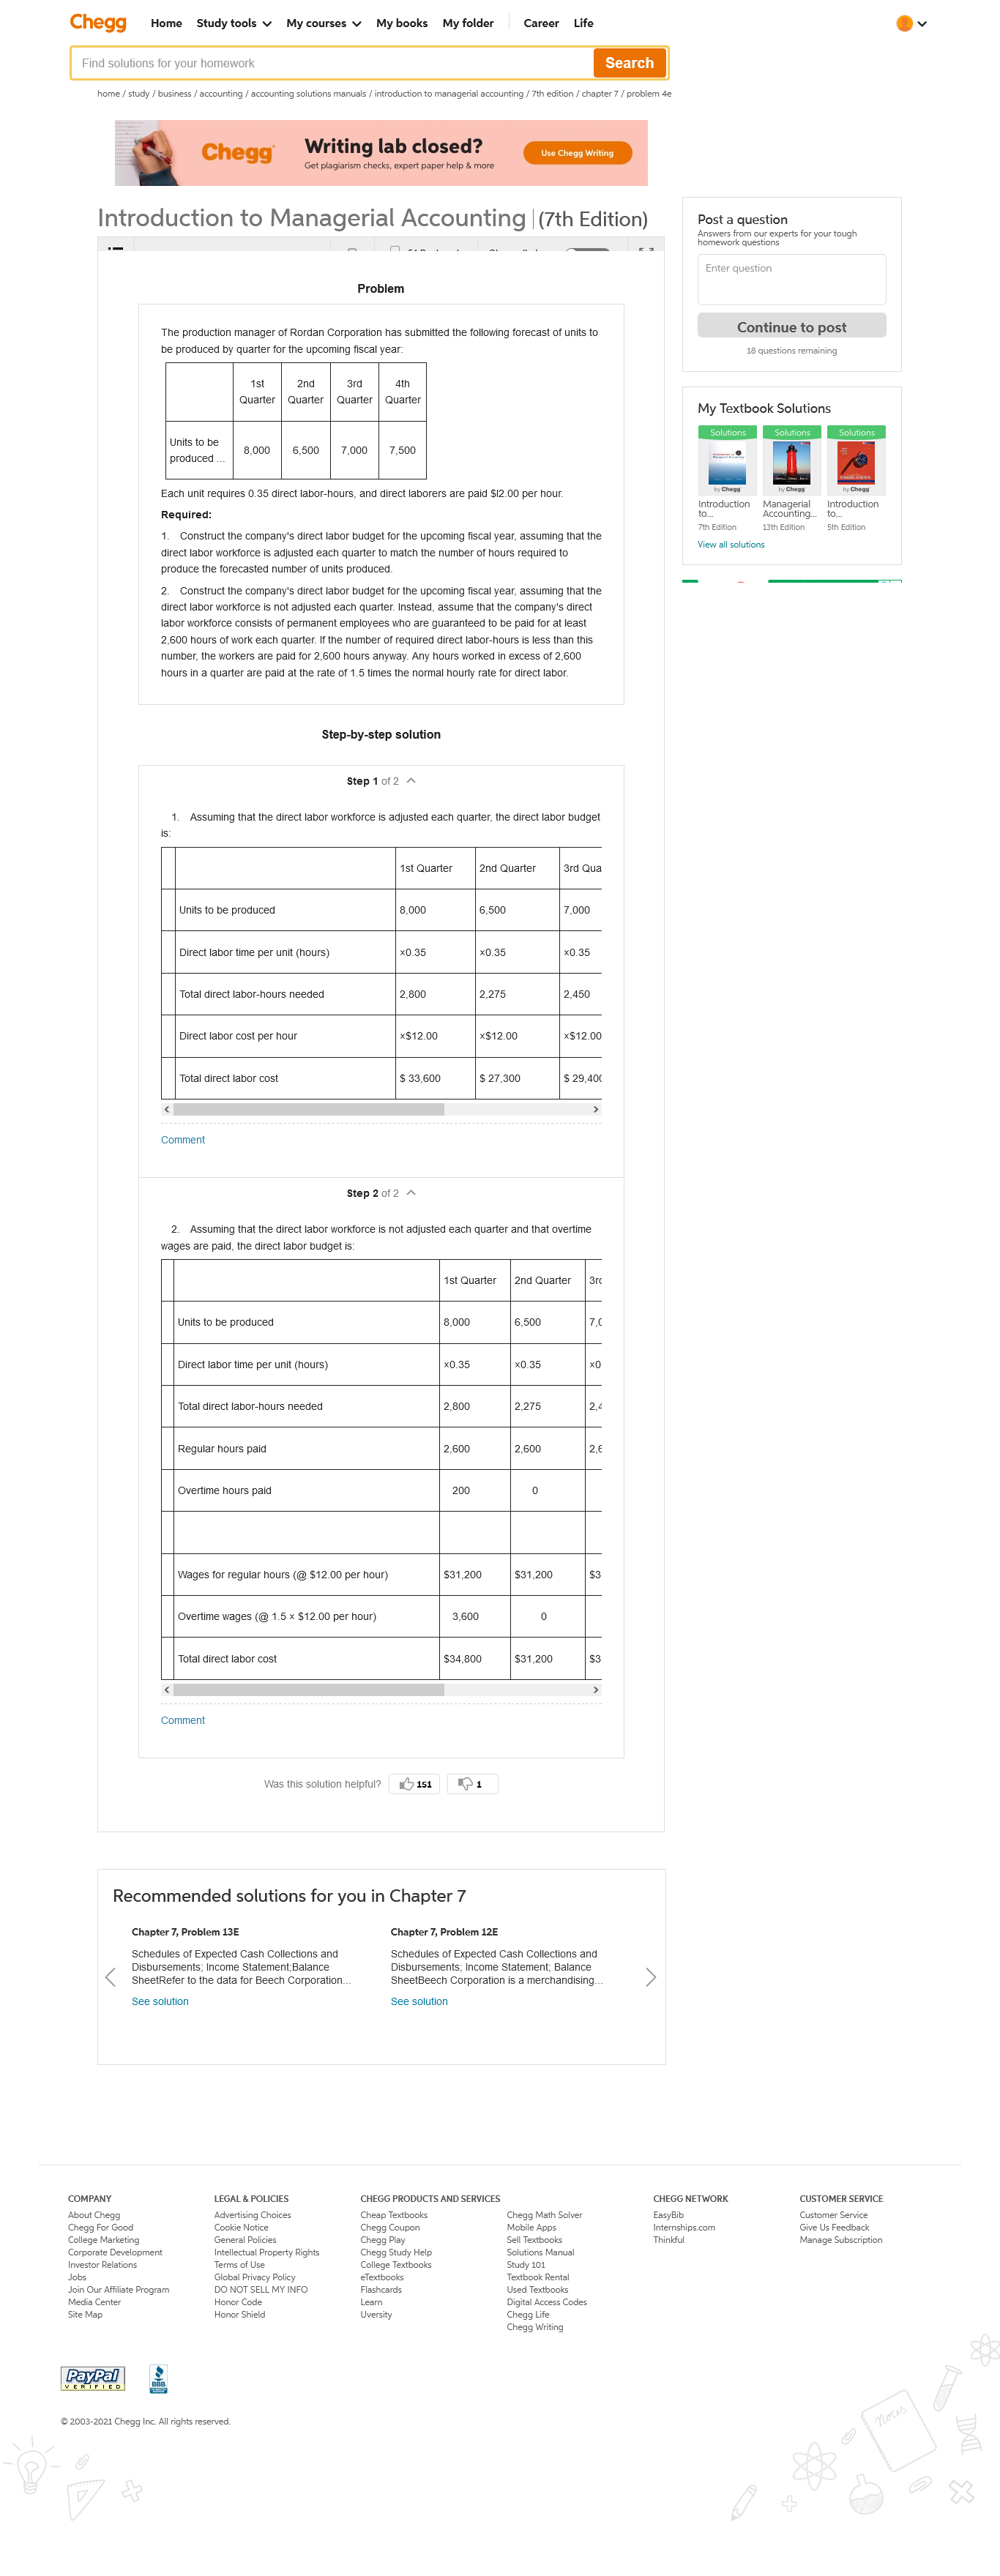 Chegg
Home Study tools My courses My books My folder Career Life
Find solutions for your homework
Search
home / study / business / accounting / accounting solutions manuals / introduction to managerial accounting / 7th edition / chapter 7 / problem 4e
Chegg
Writing lab closed?
Get plagiarism checks, expert paper help & more
Use Chegg Writing
Introduction to Managerial Accounting (7th Edition)
Problem
The production manager of Rordan Corporation has submitted the following forecast of units to
be produced by quarter for the upcoming fiscal year:
1st Quarter 2nd Quarter 3rd Quarter 4th Quarter
Units to be produced ... 8,000 6,500 7,000 7,500
Each unit requires 0.35 direct labor-hours, and direct laborers are paid $l2.00 per hour.
Required:
1. Construct the company's direct labor budget for the upcoming fiscal year, assuming that the
direct labor workforce is adjusted each quarter to match the number of hours required to
produce the forecasted number of units produced.
2. Construct the company's direct labor budget for the upcoming fiscal year, assuming that the
direct labor workforce is not adjusted each quarter. Instead, assume that the company's direct
labor workforce consists of permanent employees who are guaranteed to be paid for at least
2,600 hours of work each quarter. If the number of required direct labor-hours is less than this
number, the workers are paid for 2,600 hours anyway. Any hours worked in excess of 2,600
hours in a quarter are paid at the rate of 1.5 times the normal hourly rate for direct labor.
Step-by-step solution
Step 1 of 2
1. Assuming that the direct labor workforce is adjusted each quarter, the direct labor budget
is:
1st Quarter 2nd Quarter 3rd Qua
Units to be produced 8,000 6,500 7,000
Direct labor time per unit (hours) ×0.35 ×0.35 ×0.35
Total direct labor-hours needed 2,800 2,275 2,450
Direct labor cost per hour ×$12.00 ×$12.00 ×$12.00
Total direct labor cost $ 33,600 $ 27,300 $ 29,400
Comment
Step 2 of 2
2. Assuming that the direct labor workforce is not adjusted each quarter and that overtime
wages are paid, the direct labor budget is:
1st Quarter 2nd Quarter 3rd
Units to be produced 8,000 6,500 7,0
Direct labor time per unit (hours) ×0.35 ×0.35 ×0
Total direct labor-hours needed 2,800 2,275 2,4
Regular hours paid 2,600 2,600 2,6
Overtime hours paid 200 0
Wages for regular hours (@ $12.00 per hour) $31,200 $31,200 $3
Overtime wages (@ 1.5 × $12.00 per hour) 3,600 0
Total direct labor cost $34,800 $31,200 $3
Comment
Was this solution helpful? 151 1
Post a question
Answers from our experts for your tough
homework questions
Enter question
Continue to post
18 questions remaining
My Textbook Solutions
Solutions Solutions Solutions
by Chegg by Chegg by Chegg
Introduction to... Managerial Accounting... Introduction to...
7th Edition 13th Edition 5th Edition
View all solutions
Recommended solutions for you in Chapter 7
Chapter 7, Problem 13E
Schedules of Expected Cash Collections and
Disbursements; Income Statement;Balance
SheetRefer to the data for Beech Corporation...
See solution
Chapter 7, Problem 12E
Schedules of Expected Cash Collections and
Disbursements; Income Statement; Balance
SheetBeech Corporation is a merchandising...
See solution
COMPANY
About Chegg
Chegg For Good
College Marketing
Corporate Development
Investor Relations
Jobs
Join Our Affiliate Program
Media Center
Site Map
LEGAL & POLICIES
Advertising Choices
Cookie Notice
General Policies
Intellectual Property Rights
Terms of Use
Global Privacy Policy
DO NOT SELL MY INFO
Honor Code
Honor Shield
CHEGG PRODUCTS AND SERVICES
Cheap Textbooks
Chegg Coupon
Chegg Play
Chegg Study Help
College Textbooks
eTextbooks
Flashcards
Learn
Uversity
Chegg Math Solver
Mobile Apps
Sell Textbooks
Solutions Manual
Study 101
Textbook Rental
Used Textbooks
Digital Access Codes
Chegg Life
Chegg Writing
CHEGG NETWORK
EasyBib
Internships.com
Thinkful
CUSTOMER SERVICE
Customer Service
Give Us Feedback
Manage Subscription
PayPal
VERIFIED
BBB
© 2003-2021 Chegg Inc. All rights reserved.
Notes